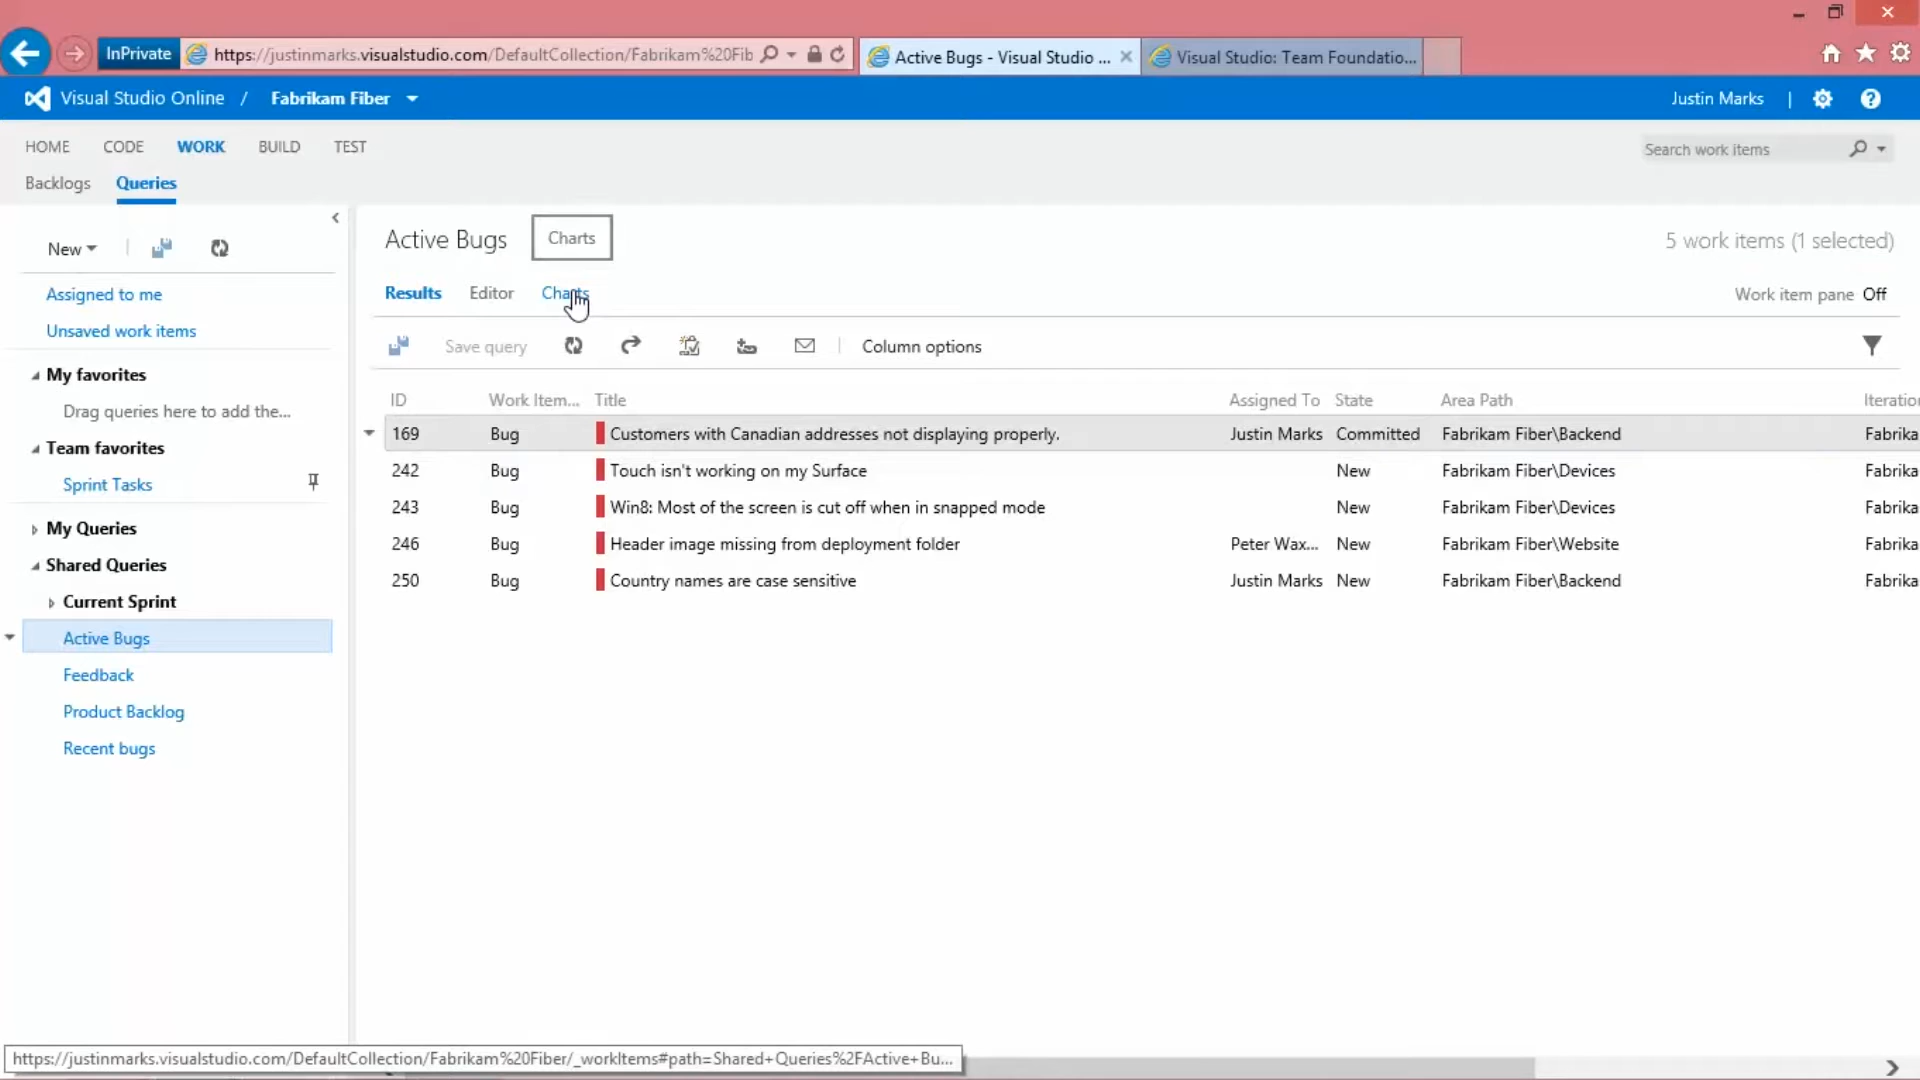 InPrivate
https://justinmarks.visualstudio.com/DefaultCollection/Fabrikam%20Fib
Active Bugs - Visual Studio ...
Visual Studio: Team Foundatio...
Visual Studio Online / Fabrikam Fiber
Justin Marks |
HOME CODE WORK BUILD TEST
Search work items
Backlogs Queries
New
Assigned to me
Unsaved work items
My favorites
Drag queries here to add the...
Team favorites
Sprint Tasks
My Queries
Shared Queries
Current Sprint
Active Bugs
Feedback
Product Backlog
Recent bugs
Active Bugs
Charts
5 work items (1 selected)
Results Editor Charts
Work item pane Off
Save query
Column options
ID Work Item... Title Assigned To State Area Path Iteratio
169 Bug Customers with Canadian addresses not displaying properly. Justin Marks Committed Fabrikam Fiber\Backend Fabrika
242 Bug Touch isn't working on my Surface New Fabrikam Fiber\Devices Fabrika
243 Bug Win8: Most of the screen is cut off when in snapped mode New Fabrikam Fiber\Devices Fabrika
246 Bug Header image missing from deployment folder Peter Wax... New Fabrikam Fiber\Website Fabrika
250 Bug Country names are case sensitive Justin Marks New Fabrikam Fiber\Backend Fabrika
https://justinmarks.visualstudio.com/DefaultCollection/Fabrikam%20Fiber/_workItems#path=Shared+Queries%2FActive+Bu...